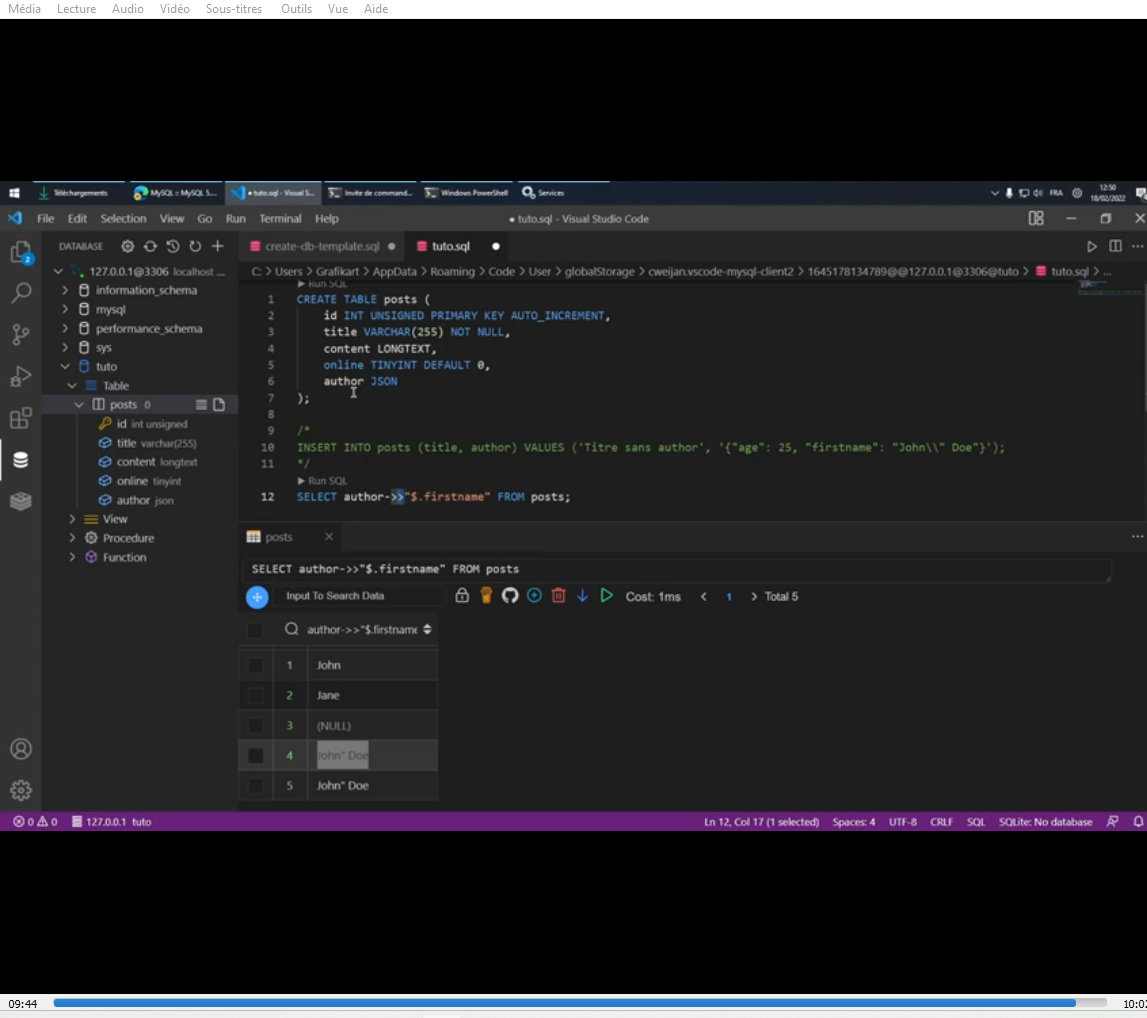 Média Lecture Audio Vidéo Sous-titres Outils Vue Aide
Téléchargements MySQL :: MySQL S... • tuto.sql - Visual S... Invite de command... Windows PowerShell Services FRA 12:50
18/02/2022
File Edit Selection View Go Run Terminal Help • tuto.sql - Visual Studio Code
DATABASE create-db-template.sql tuto.sql
2
C: > Users > Grafikart > AppData > Roaming > Code > User > globalStorage > cweijan.vscode-mysql-client2 > 1645178134789@@127.0.0.1@3306@tuto > tuto.sql > ...
127.0.0.1@3306 localhost ...
information_schema
mysql
performance_schema
sys
tuto
Table
posts 0
id int unsigned
title varchar(255)
content longtext
online tinyint
author json
View
Procedure
Function
▶ Run SQL
1 CREATE TABLE posts (
2 id INT UNSIGNED PRIMARY KEY AUTO_INCREMENT,
3 title VARCHAR(255) NOT NULL,
4 content LONGTEXT,
5 online TINYINT DEFAULT 0,
6 author JSON
7 );
8
9 /*
10 INSERT INTO posts (title, author) VALUES ('Titre sans author', '{"age": 25, "firstname": "John\\" Doe"}');
11 */
▶ Run SQL
12 SELECT author->>"$.firstname" FROM posts;
posts
SELECT author->>"$.firstname" FROM posts
Input To Search Data Cost: 1ms < 1 > Total 5
author->>"$.firstname
1 John
2 Jane
3 (NULL)
4 John" Doe
5 John" Doe
0 0 127.0.0.1 tuto Ln 12, Col 17 (1 selected) Spaces: 4 UTF-8 CRLF SQL SQLite: No database
09:44 10:02